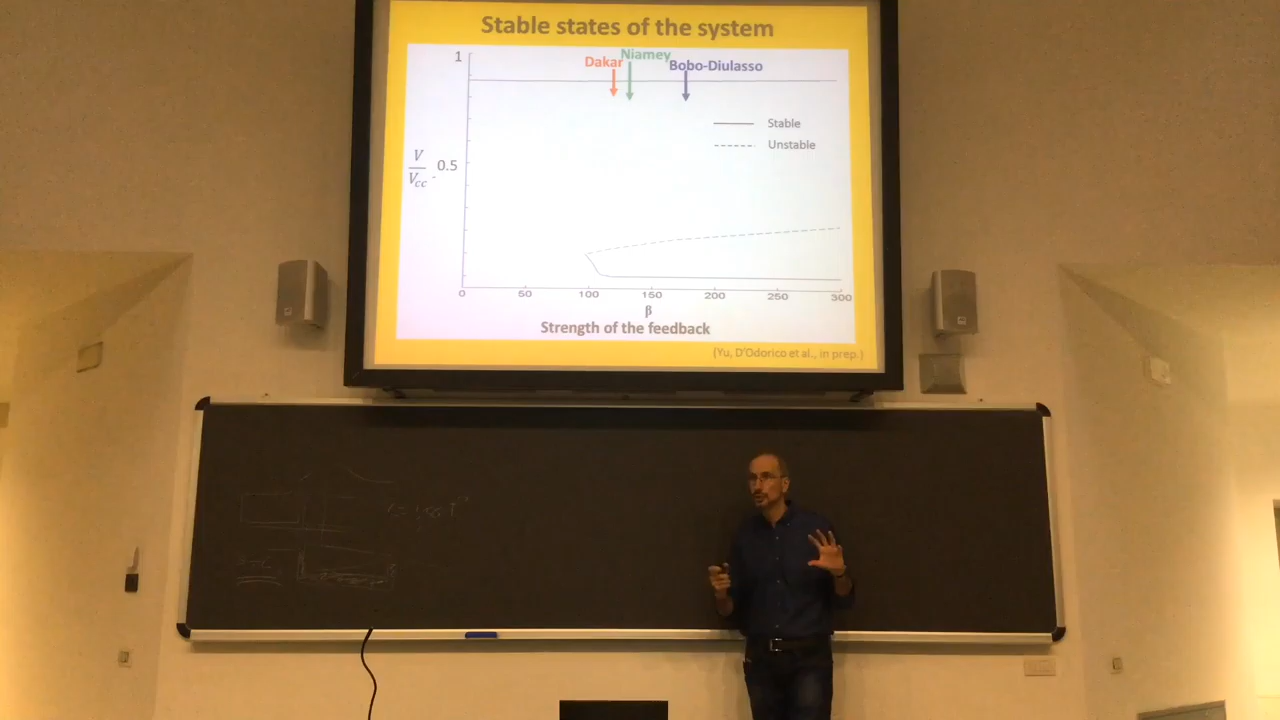 Stable states of the system
1
Dakar
Niamey
Bobo-Diulasso
Stable
Unstable
V
Vcc
0.5
0 50 100 150 200 250 300
β
Strength of the feedback
(Yu, D'Odorico et al., in prep.)